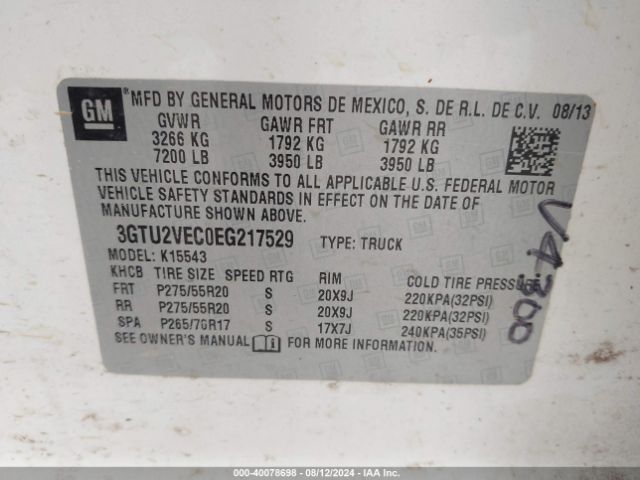 GM ® MFD BY GENERAL MOTORS DE MEXICO, S. DE R.L. DE C.V. 08/13
GVWR GAWR FRT GAWR RR
3266 KG 1792 KG 1792 KG
7200 LB 3950 LB 3950 LB
THIS VEHICLE CONFORMS TO ALL APPLICABLE U.S. FEDERAL MOTOR
VEHICLE SAFETY STANDARDS IN EFFECT ON THE DATE OF
MANUFACTURE SHOWN ABOVE.
3GTU2VEC0EG217529 TYPE: TRUCK
MODEL: K15543
KHCB TIRE SIZE SPEED RTG RIM COLD TIRE PRESSURE
FRT P275/55R20 S 20X9J 220KPA(32PSI)
RR P275/55R20 S 20X9J 220KPA(32PSI)
SPA P265/70R17 S 17X7J 240KPA(35PSI)
SEE OWNER'S MANUAL FOR MORE INFORMATION.
000-40078698 - 08/12/2024 - IAA Inc.